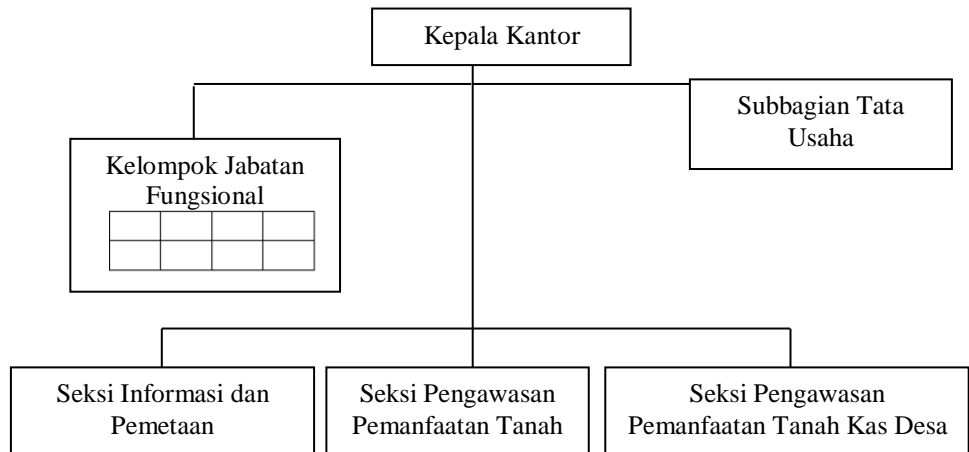 Kepala Kantor
Subbagian Tata
Usaha
Kelompok Jabatan
Fungsional
Seksi Informasi dan
Pemetaan
Seksi Pengawasan
Pemanfaatan Tanah
Seksi Pengawasan
Pemanfaatan Tanah Kas Desa